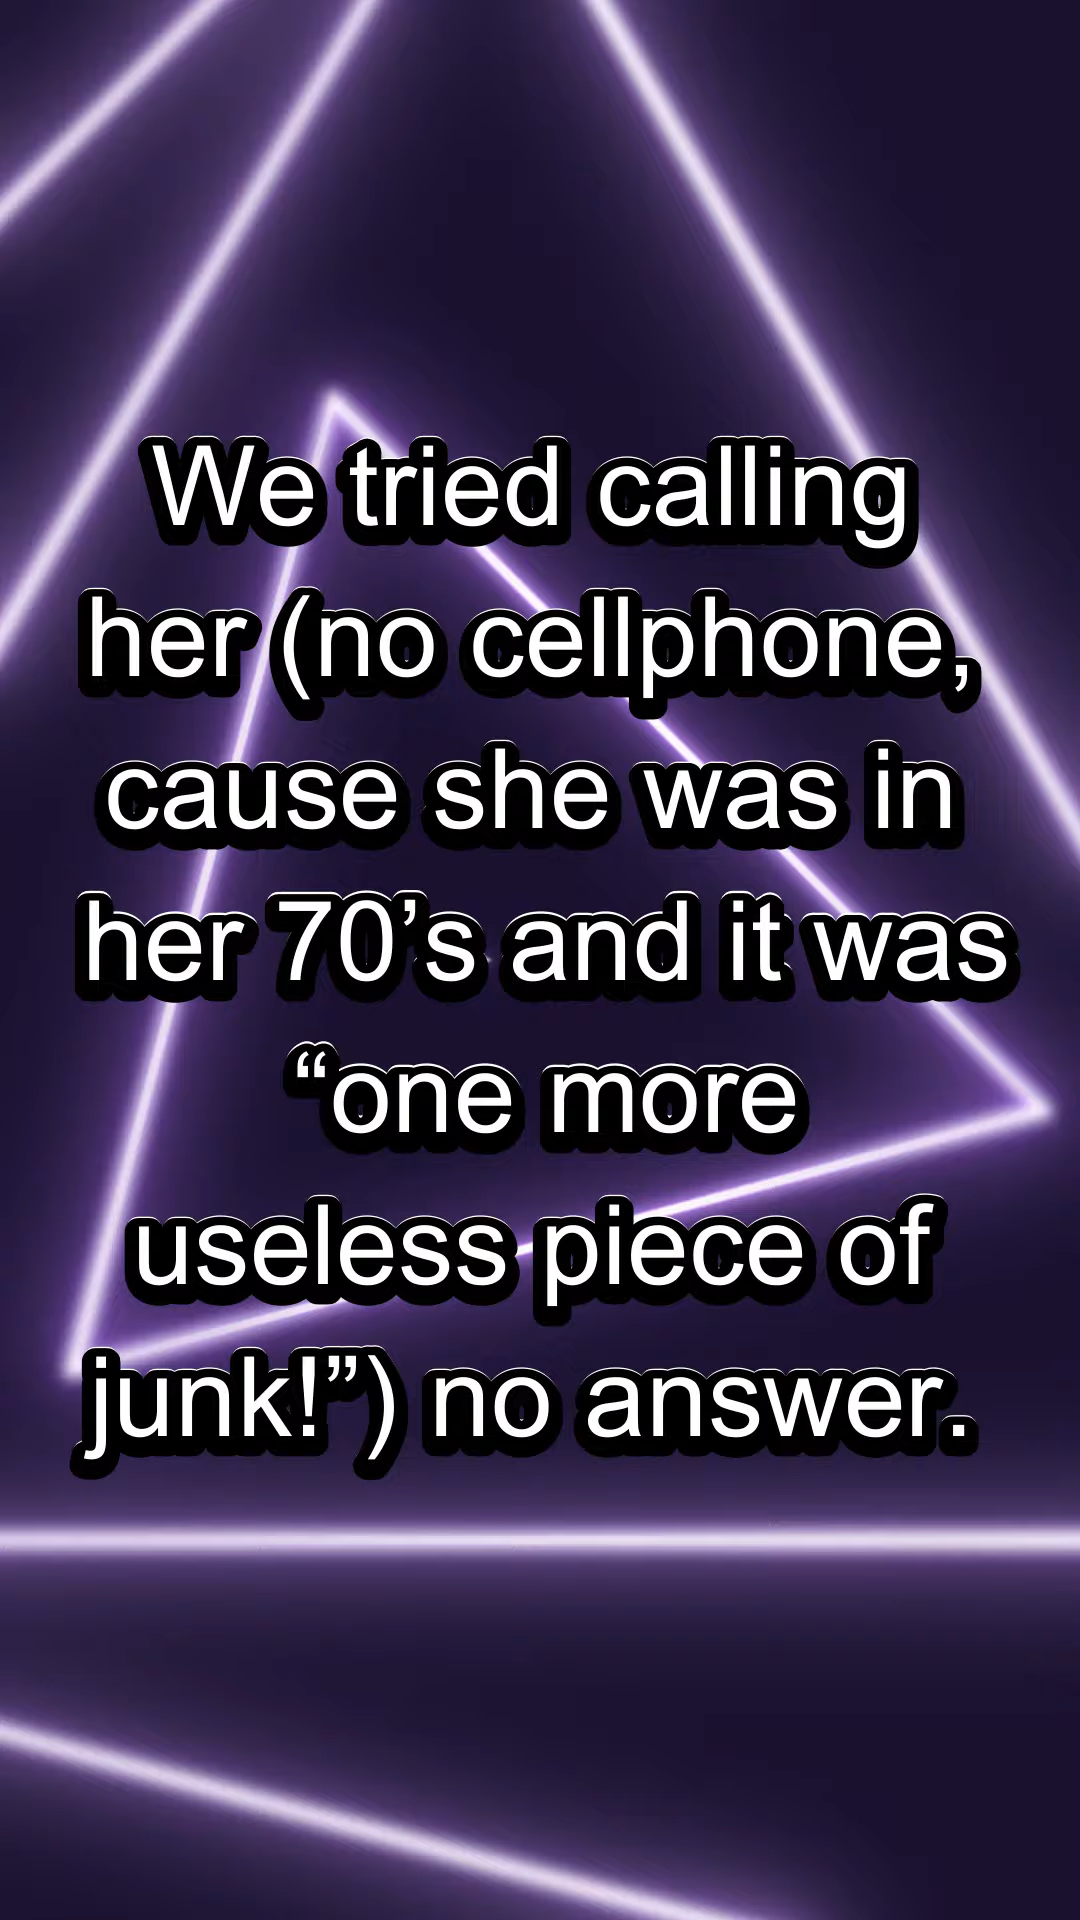 We tried calling
her (no cellphone,
cause she was in
her 70’s and it was
“one more
useless piece of
junk!”) no answer.